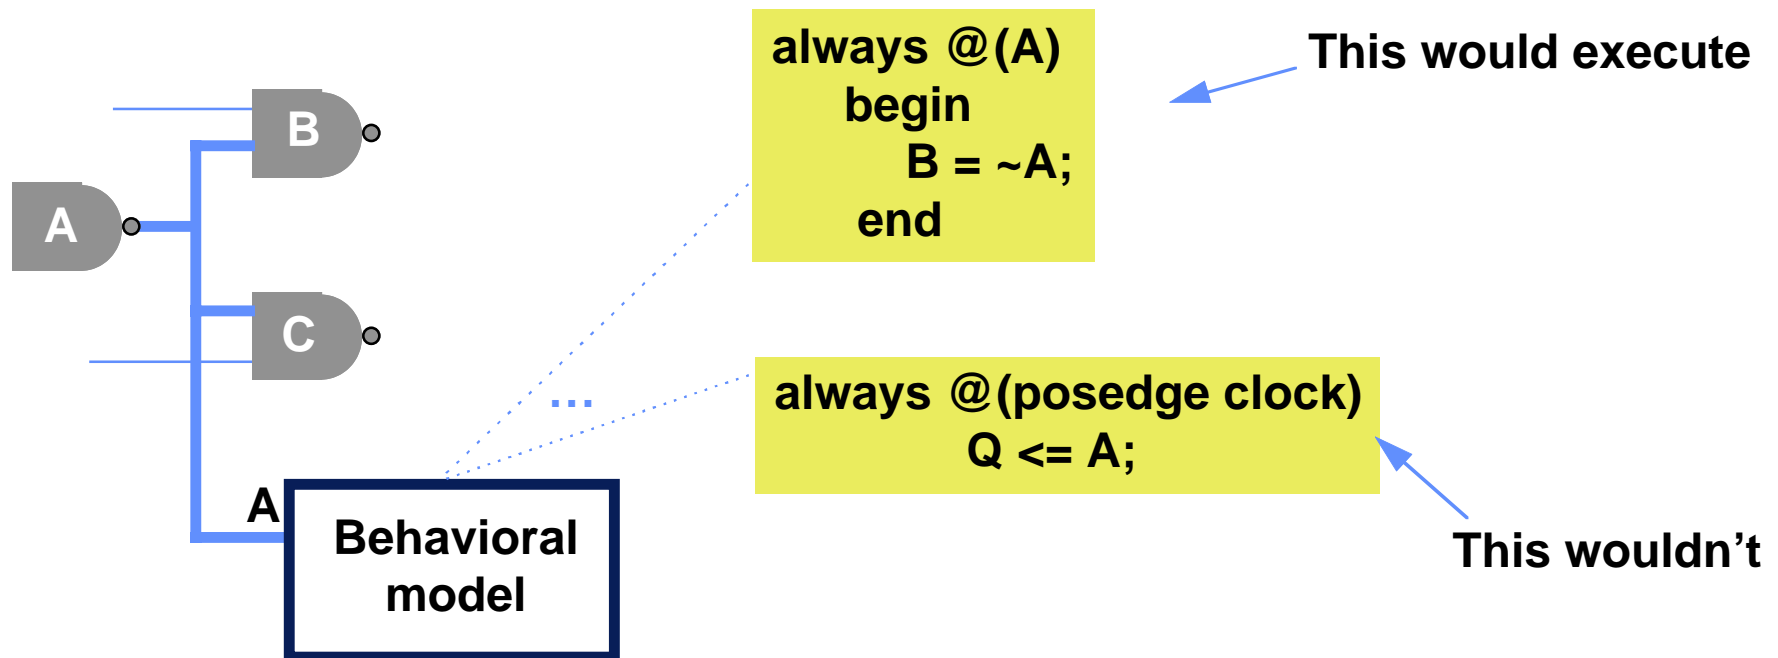 always @(A)
begin
B = ~A;
end
This would execute
B
A
C
...
always @(posedge clock)
Q <= A;
A
Behavioral
model
This wouldn’t